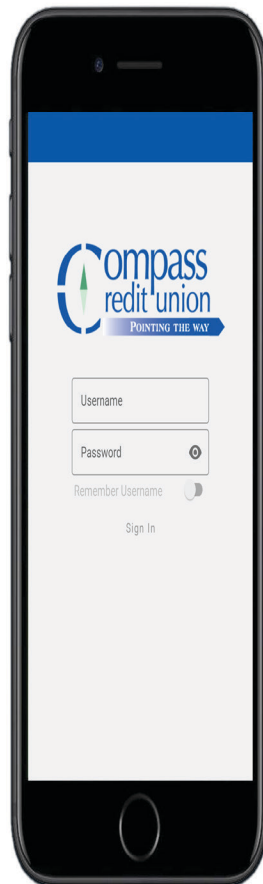 Compass
Credit union
POINTING THE WAY
Username
Password
Remember Username
Sign In